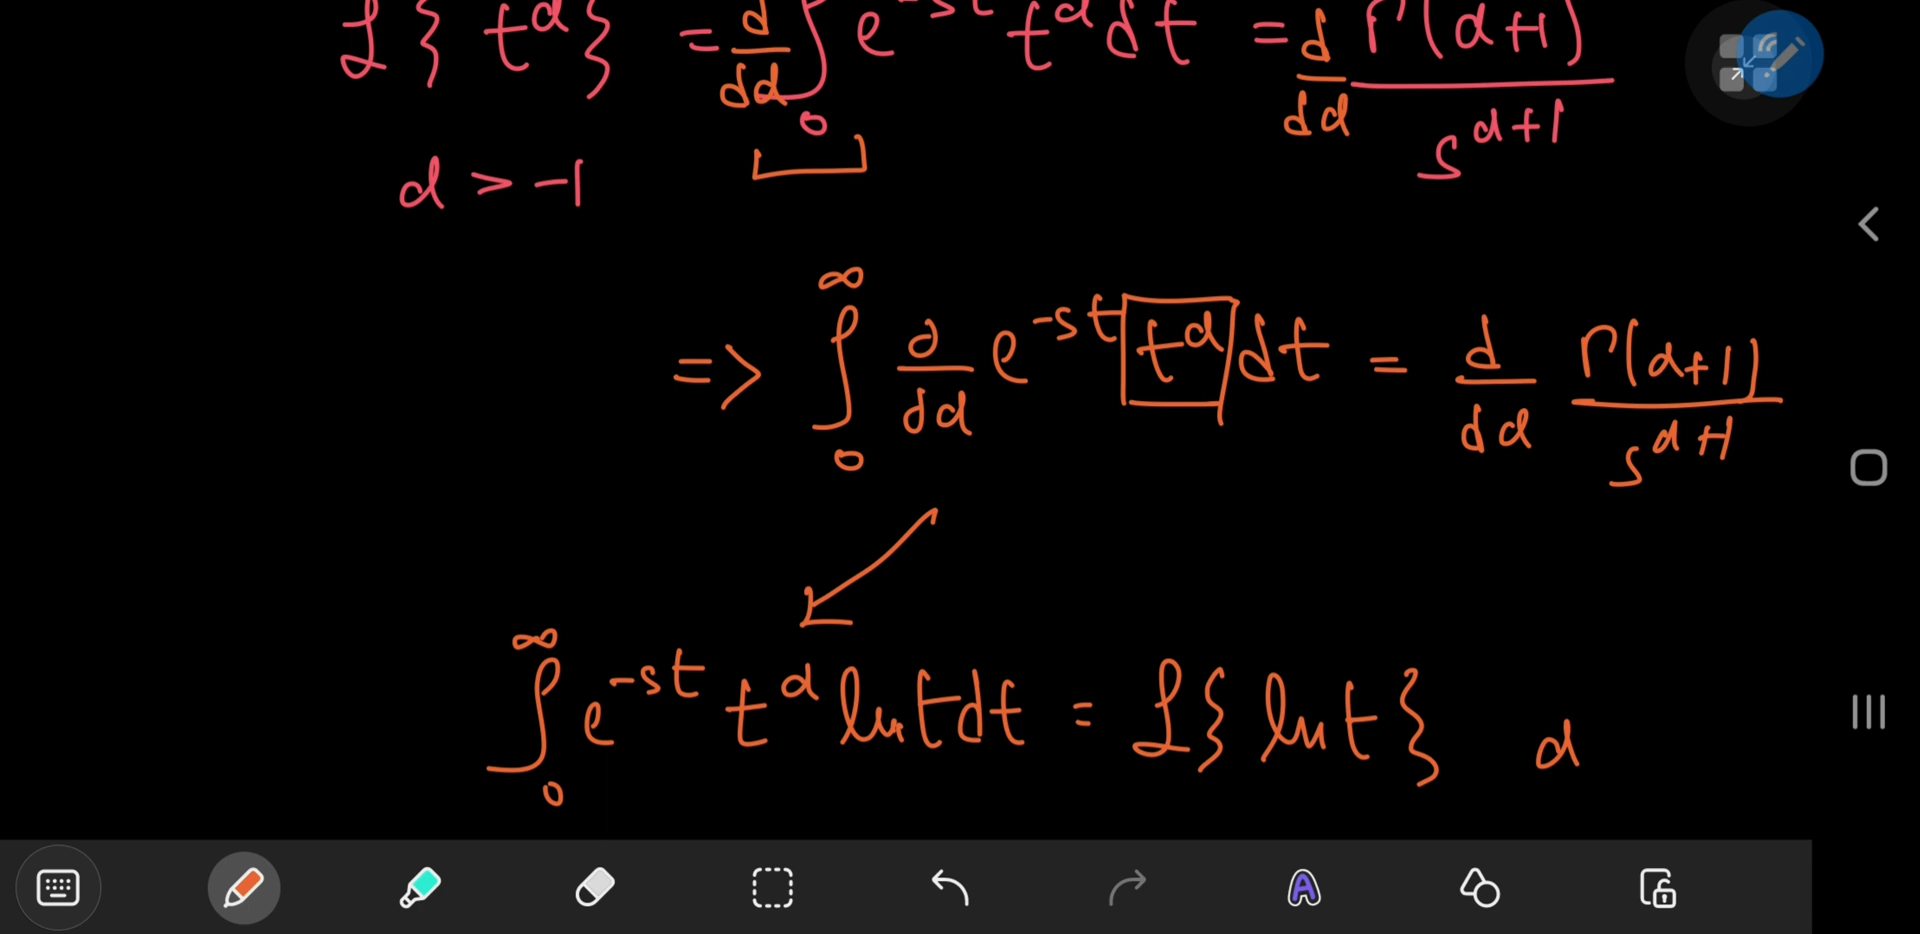 ℒ{t^α} = d/dα ∫₀ e^{-st} t^α dt = d/dα Γ(α+1)/s^{α+1}
α > -1
=> ∫₀^∞ ∂/∂α e^{-st} t^α dt = d/dα Γ(α+1)/s^{α+1}
∫₀^∞ e^{-st} t^α ln t dt = ℒ{ln t} α
A